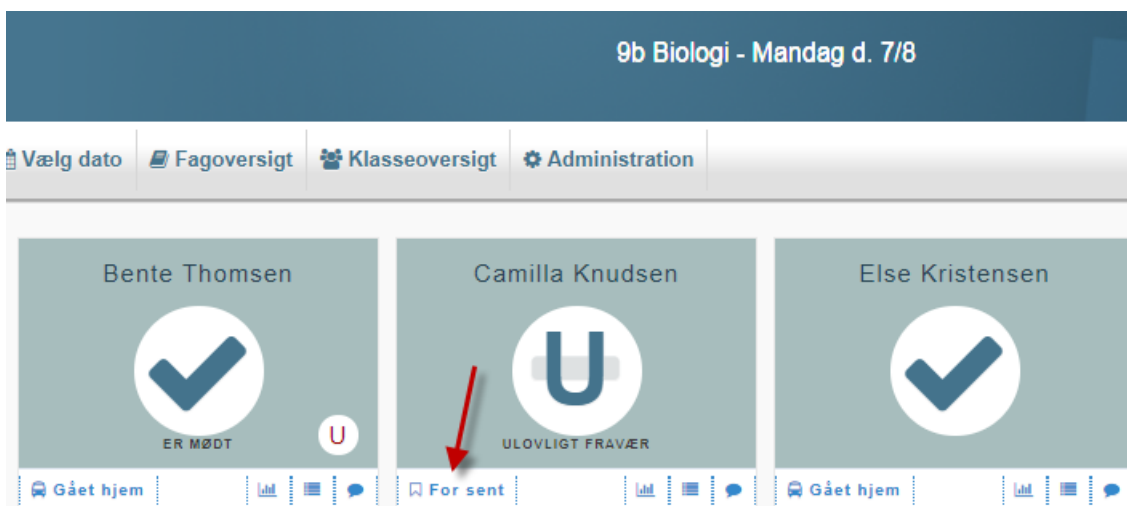 9b Biologi - Mandag d. 7/8
Vælg dato Fagoversigt Klasseoversigt Administration
Bente Thomsen
ER MØDT
U
Gået hjem
Camilla Knudsen
U
ULOVLIGT FRAVÆR
For sent
Else Kristensen
Gået hjem